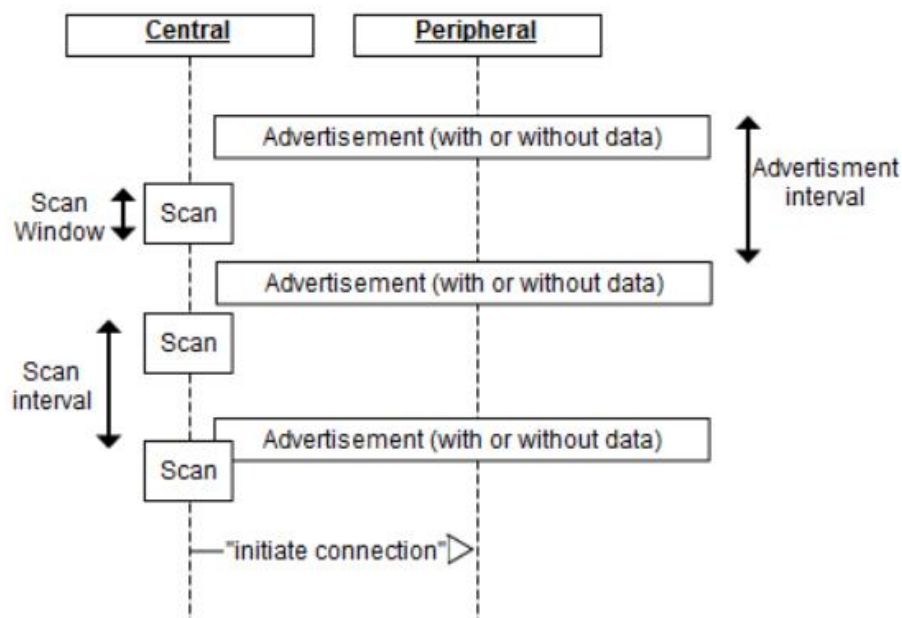 Central
Peripheral
Advertisement (with or without data)
Advertisment
interval
Scan
Window
Scan
Advertisement (with or without data)
Scan
Scan
interval
Advertisement (with or without data)
Scan
"initiate connection"